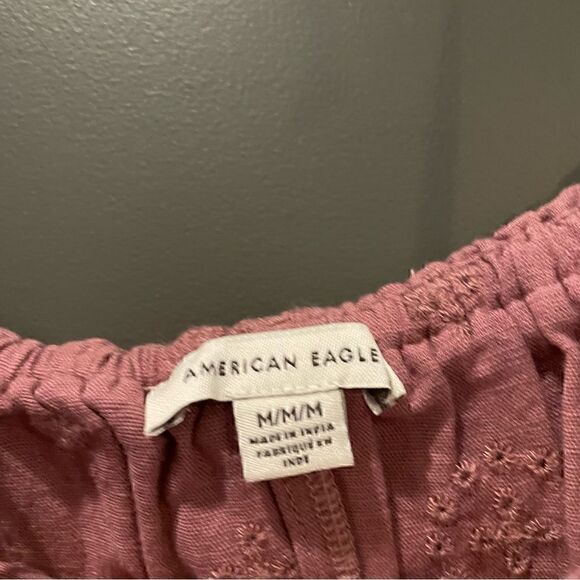 AMERICAN EAGLE
M/M/M
MADE IN INDIA
FABRIQUÉ EN
INDE